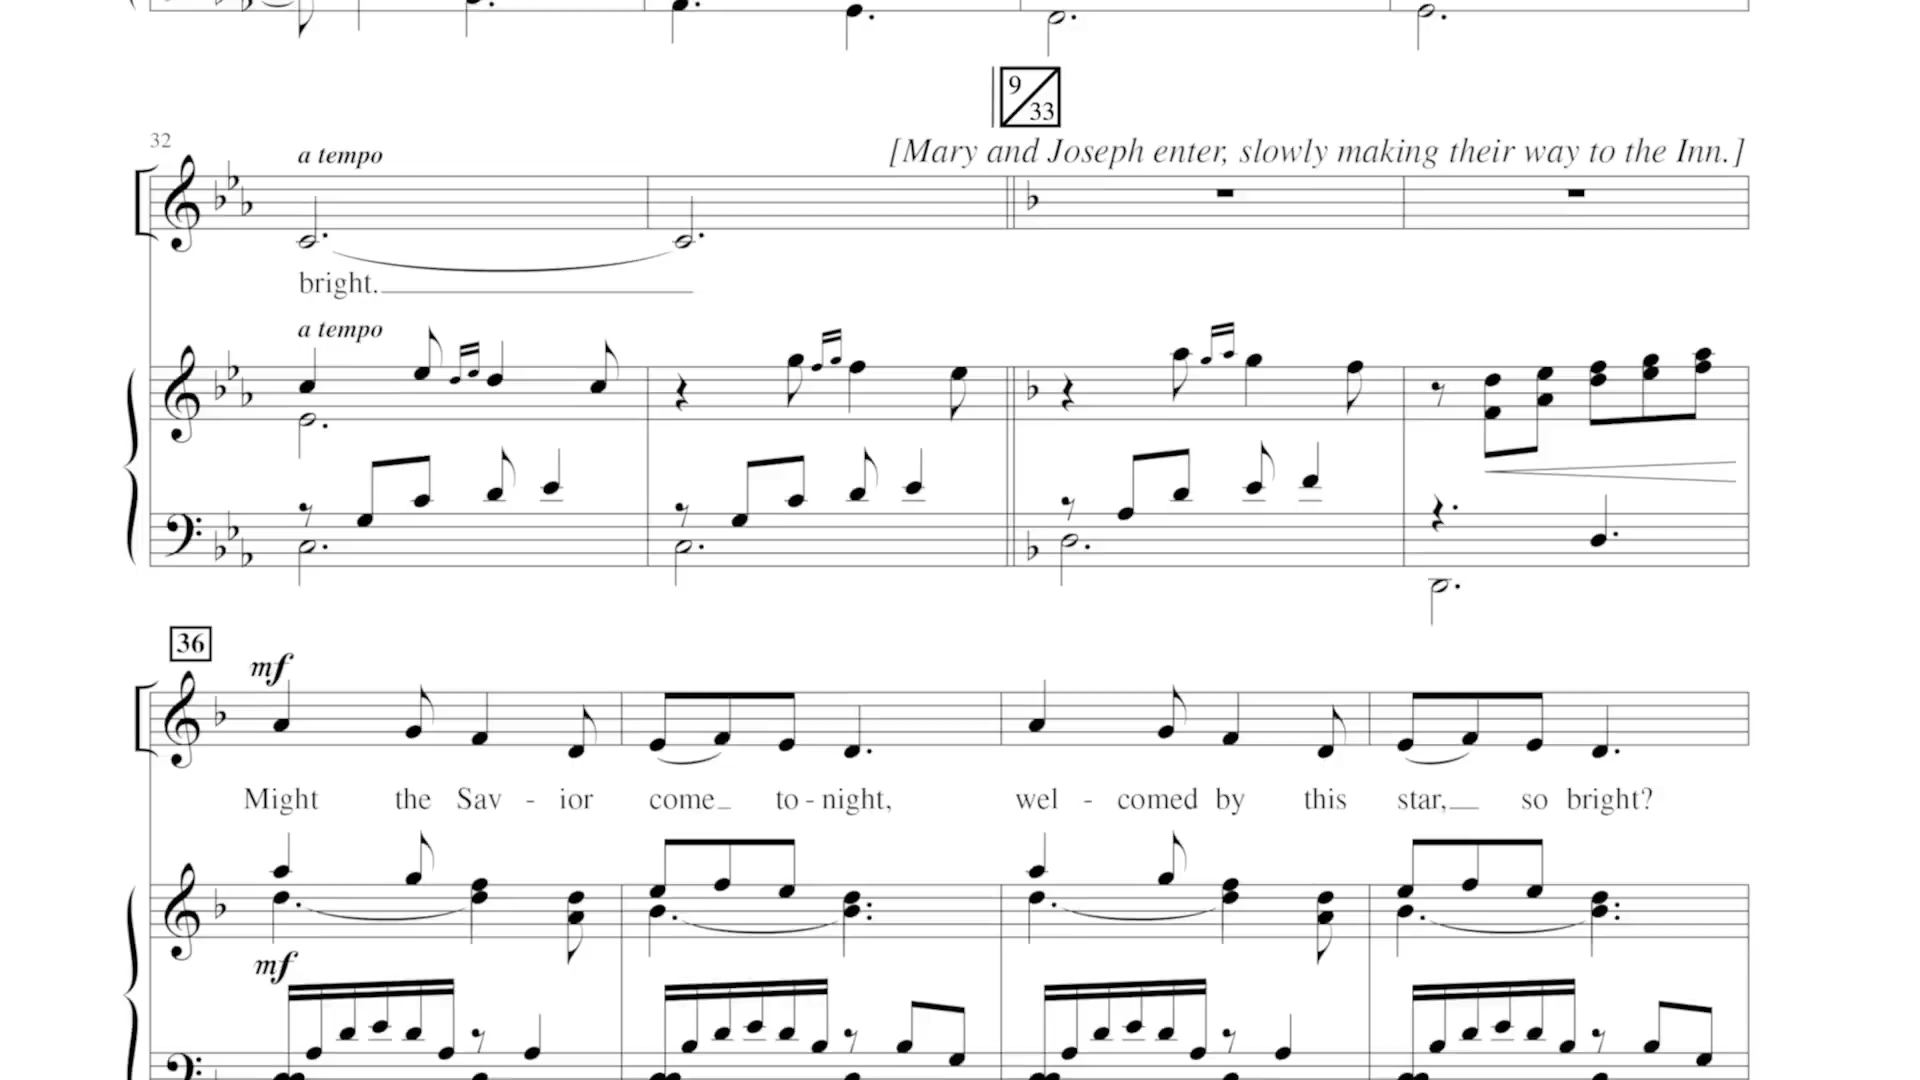 9
33
32
a tempo
[Mary and Joseph enter, slowly making their way to the Inn.]
bright.
a tempo
36
mf
Might the Sav - ior come to - night, wel - comed by this star, so bright?
mf